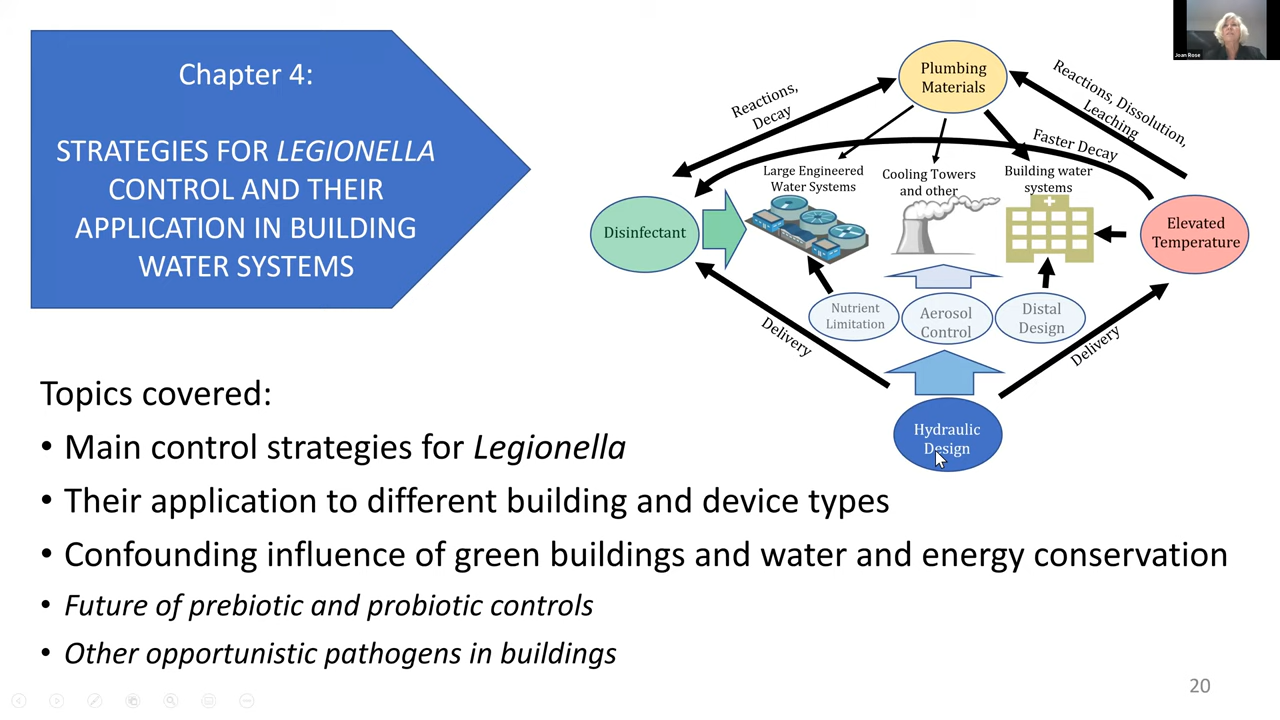 Chapter 4:
STRATEGIES FOR LEGIONELLA
CONTROL AND THEIR
APPLICATION IN BUILDING
WATER SYSTEMS
Joan Rose
Plumbing
Materials
Reactions,
Decay
Reactions, Dissolution,
Leaching
Faster Decay
Large Engineered
Water Systems
Cooling Towers
and other
Building water
systems
Disinfectant
Elevated
Temperature
Nutrient
Limitation
Aerosol
Control
Distal
Design
Delivery
Delivery
Hydraulic
Design
Topics covered:
• Main control strategies for Legionella
• Their application to different building and device types
• Confounding influence of green buildings and water and energy conservation
• Future of prebiotic and probiotic controls
• Other opportunistic pathogens in buildings
20